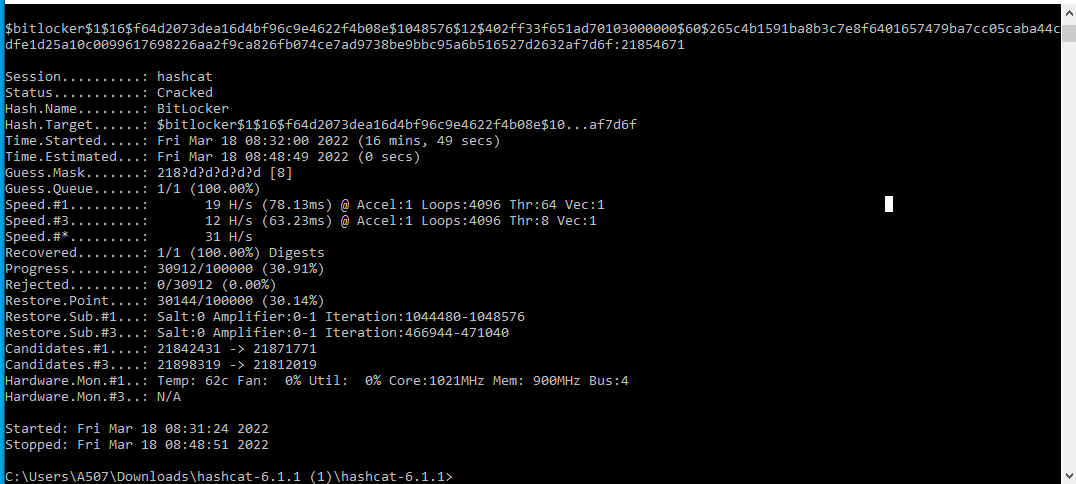 $bitlocker$1$16$f64d2073dea16d4bf96c9e4622f4b08e$1048576$12$402ff33f651ad70103000000$60$265c4b1591ba8b3c7e8f6401657479ba7cc05caba44c
dfe1d25a10c0099617698226aa2f9ca826fb074ce7ad9738be9bbc95a6b516527d2632af7d6f:21854671
Session..........: hashcat
Status...........: Cracked
Hash.Name........: BitLocker
Hash.Target......: $bitlocker$1$16$f64d2073dea16d4bf96c9e4622f4b08e$10...af7d6f
Time.Started.....: Fri Mar 18 08:32:00 2022 (16 mins, 49 secs)
Time.Estimated...: Fri Mar 18 08:48:49 2022 (0 secs)
Guess.Mask.......: 218?d?d?d?d?d [8]
Guess.Queue......: 1/1 (100.00%)
Speed.#1.........:       19 H/s (78.13ms) @ Accel:1 Loops:4096 Thr:64 Vec:1
Speed.#3.........:       12 H/s (63.23ms) @ Accel:1 Loops:4096 Thr:8 Vec:1
Speed.#*.........:       31 H/s
Recovered........: 1/1 (100.00%) Digests
Progress.........: 30912/100000 (30.91%)
Rejected.........: 0/30912 (0.00%)
Restore.Point....: 30144/100000 (30.14%)
Restore.Sub.#1...: Salt:0 Amplifier:0-1 Iteration:1044480-1048576
Restore.Sub.#3...: Salt:0 Amplifier:0-1 Iteration:466944-471040
Candidates.#1....: 21842431 -> 21871771
Candidates.#3....: 21898319 -> 21812019
Hardware.Mon.#1..: Temp: 62c Fan:  0% Util:  0% Core:1021MHz Mem: 900MHz Bus:4
Hardware.Mon.#3..: N/A
Started: Fri Mar 18 08:31:24 2022
Stopped: Fri Mar 18 08:48:51 2022
C:\Users\A507\Downloads\hashcat-6.1.1 (1)\hashcat-6.1.1>